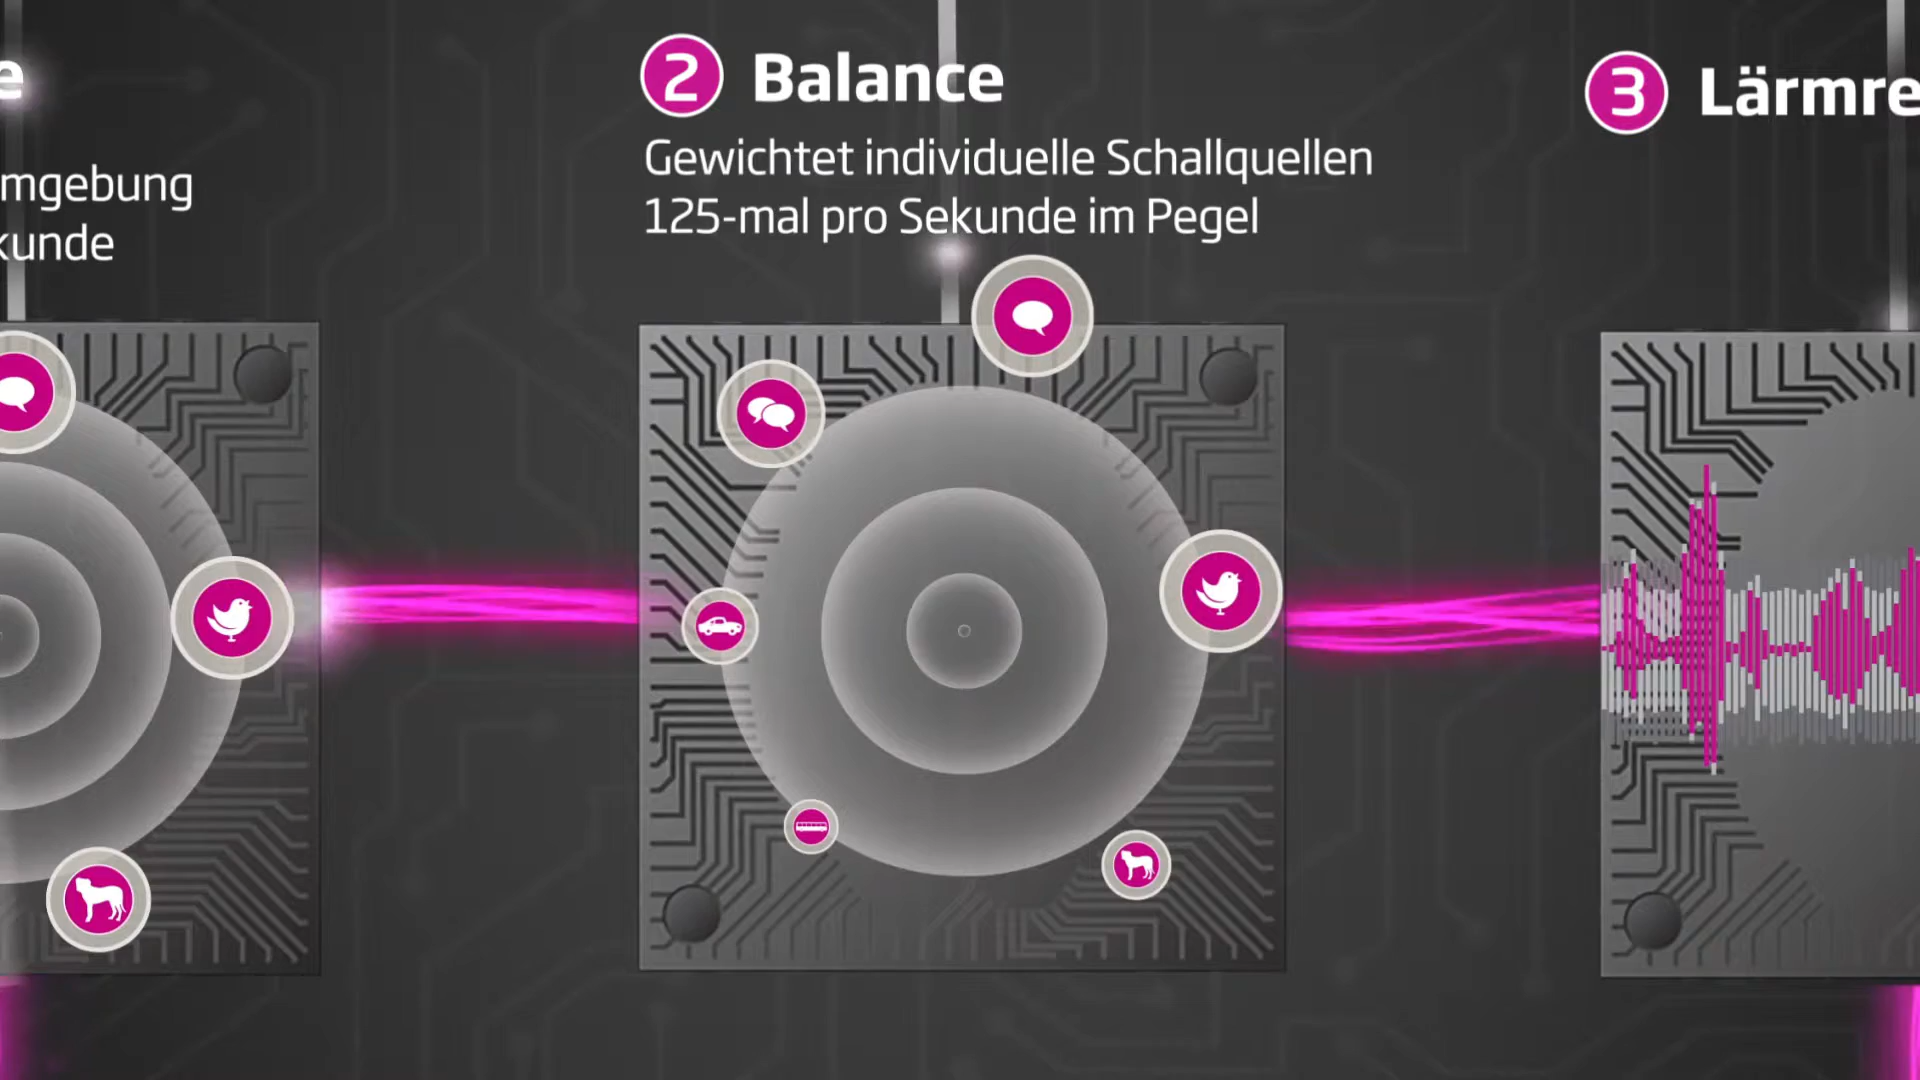 e
mgebung
kunde
2 Balance
Gewichtet individuelle Schallquellen
125-mal pro Sekunde im Pegel
3 Lärmre